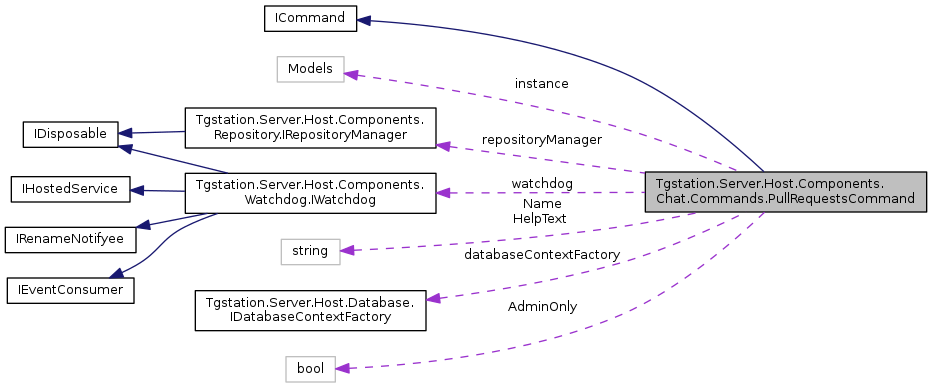 ICommand
Models
instance
Tgstation.Server.Host.Components.
Repository.IRepositoryManager
repositoryManager
IDisposable
IHostedService
Tgstation.Server.Host.Components.
Watchdog.IWatchdog
watchdog
Tgstation.Server.Host.Components.
Chat.Commands.PullRequestsCommand
Name
HelpText
IRenameNotifyee
string
databaseContextFactory
IEventConsumer
Tgstation.Server.Host.Database.
IDatabaseContextFactory
AdminOnly
bool